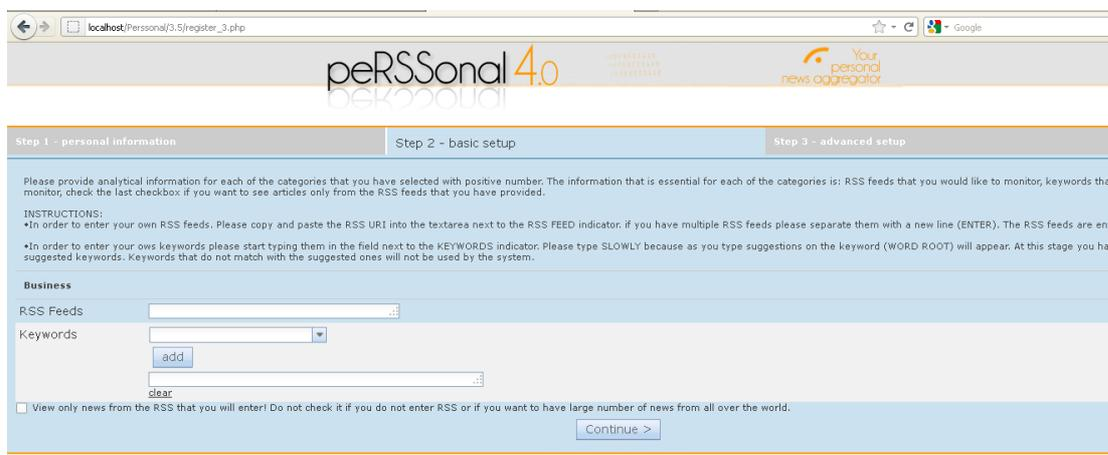 localhost/Perssonal/3.5/register_3.php
Google
peRSSonal 4.0
Your
personal
news aggregator
Step 1 - personal information
Step 2 - basic setup
Step 3 - advanced setup
Please provide analytical information for each of the categories that you have selected with positive number. The information that is essential for each of the categories is: RSS feeds that you would like to monitor, keywords tha
monitor, check the last checkbox if you want to see articles only from the RSS feeds that you have provided.
INSTRUCTIONS:
•In order to enter your own RSS feeds. Please copy and paste the RSS URI into the textarea next to the RSS FEED indicator. if you have multiple RSS feeds please separate them with a new line (ENTER). The RSS feeds are en
•In order to enter your ows keywords please start typing them in the field next to the KEYWORDS indicator. Please type SLOWLY because as you type suggestions on the keyword (WORD ROOT) will appear. At this stage you ha
suggested keywords. Keywords that do not match with the suggested ones will not be used by the system.
Business
RSS Feeds
Keywords
add
clear
View only news from the RSS that you will enter! Do not check it if you do not enter RSS or if you want to have large number of news from all over the world.
Continue >